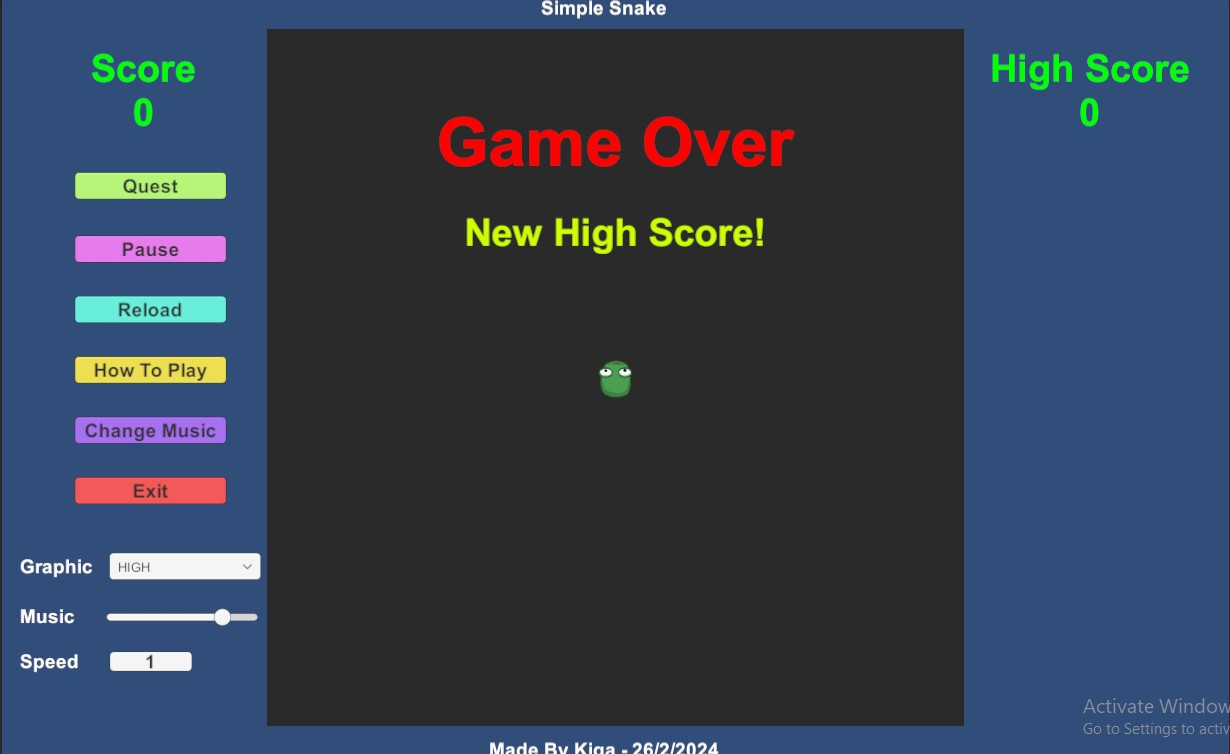 Simple Snake
Score
0
High Score
0
Game Over
New High Score!
Quest
Pause
Reload
How To Play
Change Music
Exit
Graphic HIGH
Music
Speed 1
Made By Kiga - 26/2/2024
Activate Window
Go to Settings to activ